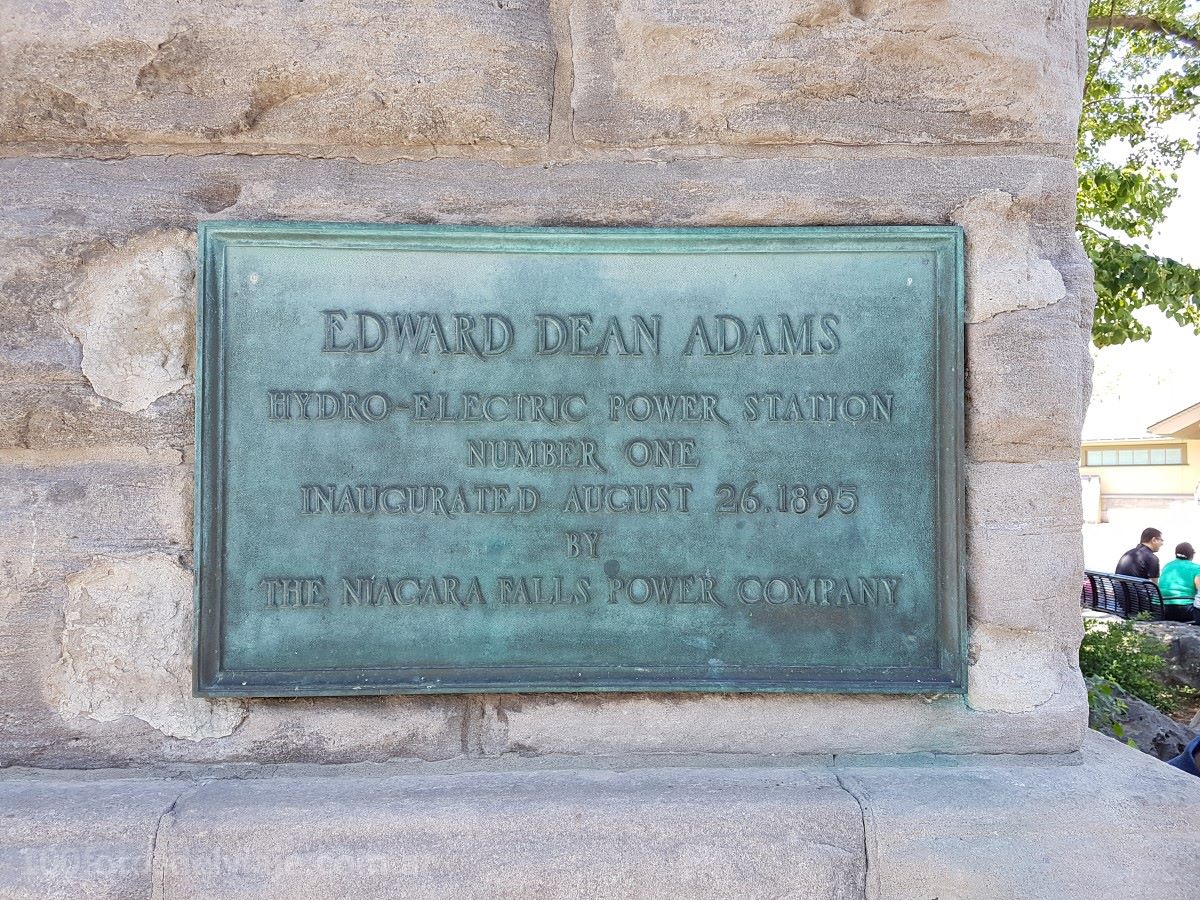 EDWARD DEAN ADAMS
HYDRO-ELECTRIC POWER STATION
NUMBER ONE
INAUGURATED AUGUST 26.1895
BY
THE NIAGARA FALLS POWER COMPANY